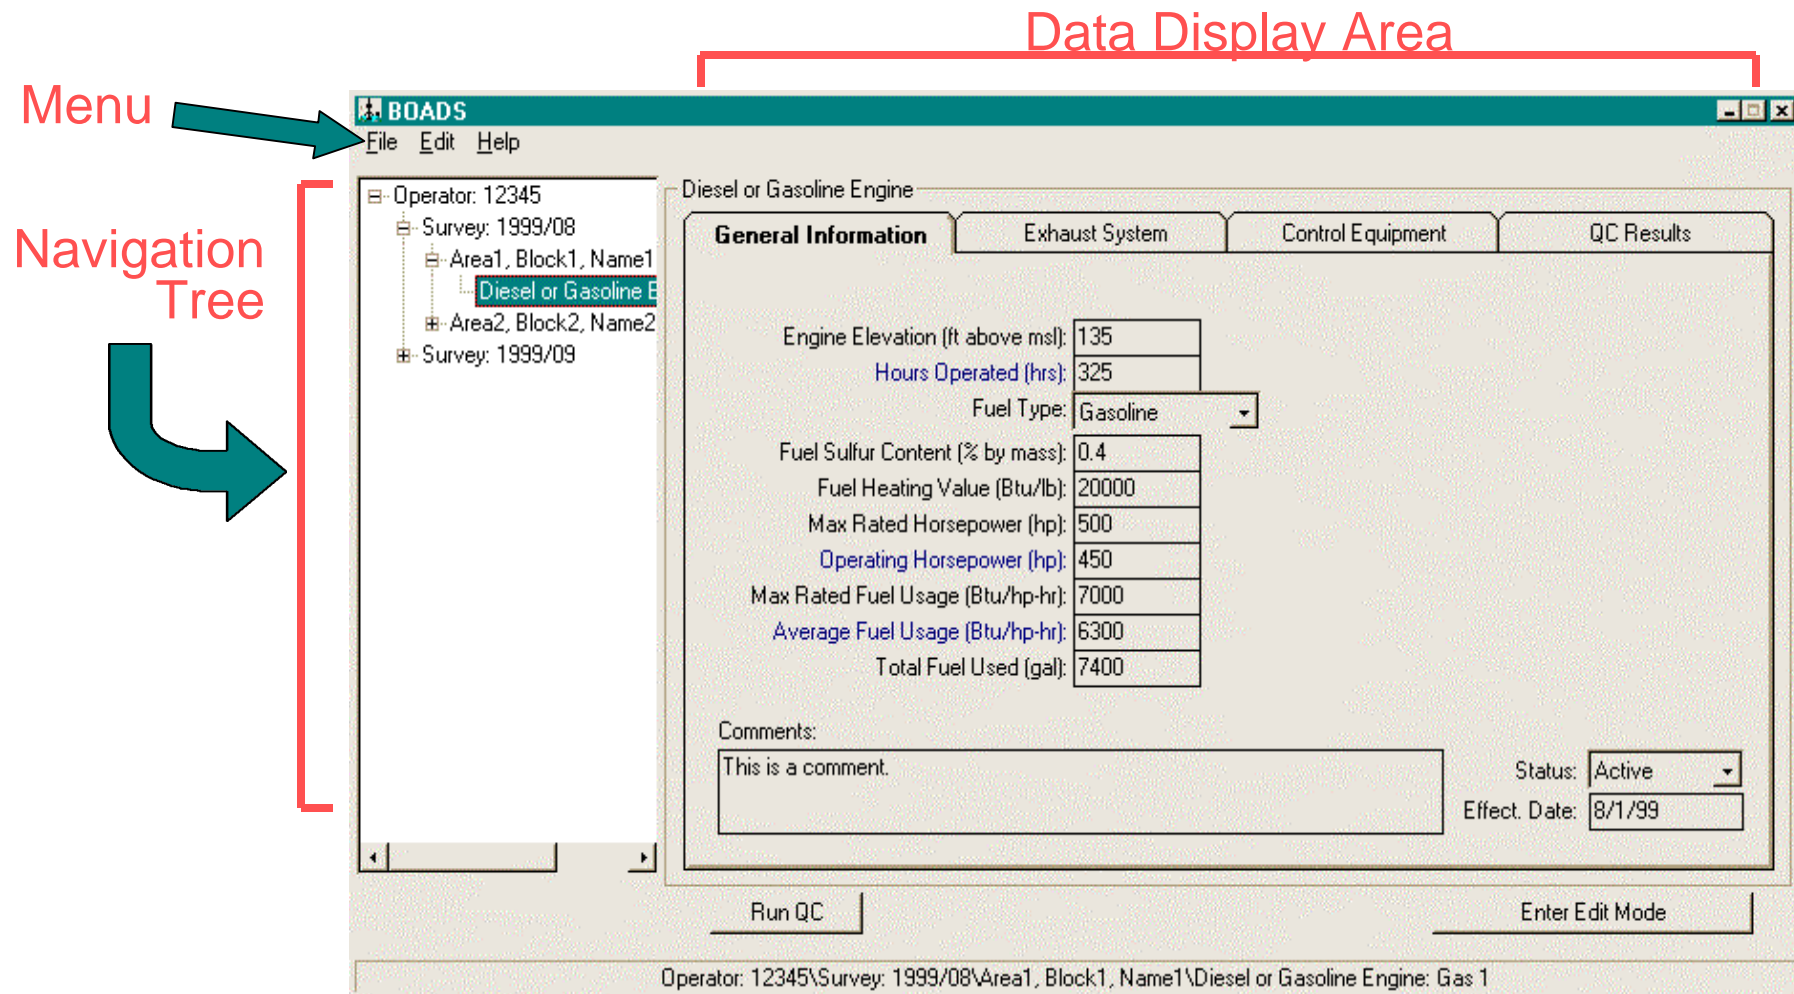 Data Display Area
Menu
Navigation
Tree
BOADS
File Edit Help
Operator: 12345
Survey: 1999/08
Area1, Block1, Name1
Diesel or Gasoline E
Area2, Block2, Name2
Survey: 1999/09
Diesel or Gasoline Engine
General Information Exhaust System Control Equipment QC Results
Engine Elevation (ft above msl): 135
Hours Operated (hrs): 325
Fuel Type: Gasoline
Fuel Sulfur Content (% by mass): 0.4
Fuel Heating Value (Btu/lb): 20000
Max Rated Horsepower (hp): 500
Operating Horsepower (hp): 450
Max Rated Fuel Usage (Btu/hp-hr): 7000
Average Fuel Usage (Btu/hp-hr): 6300
Total Fuel Used (gal): 7400
Comments:
This is a comment.
Status: Active
Effect. Date: 8/1/99
Run QC Enter Edit Mode
Operator: 12345\Survey: 1999/08\Area1, Block1, Name1\Diesel or Gasoline Engine: Gas 1